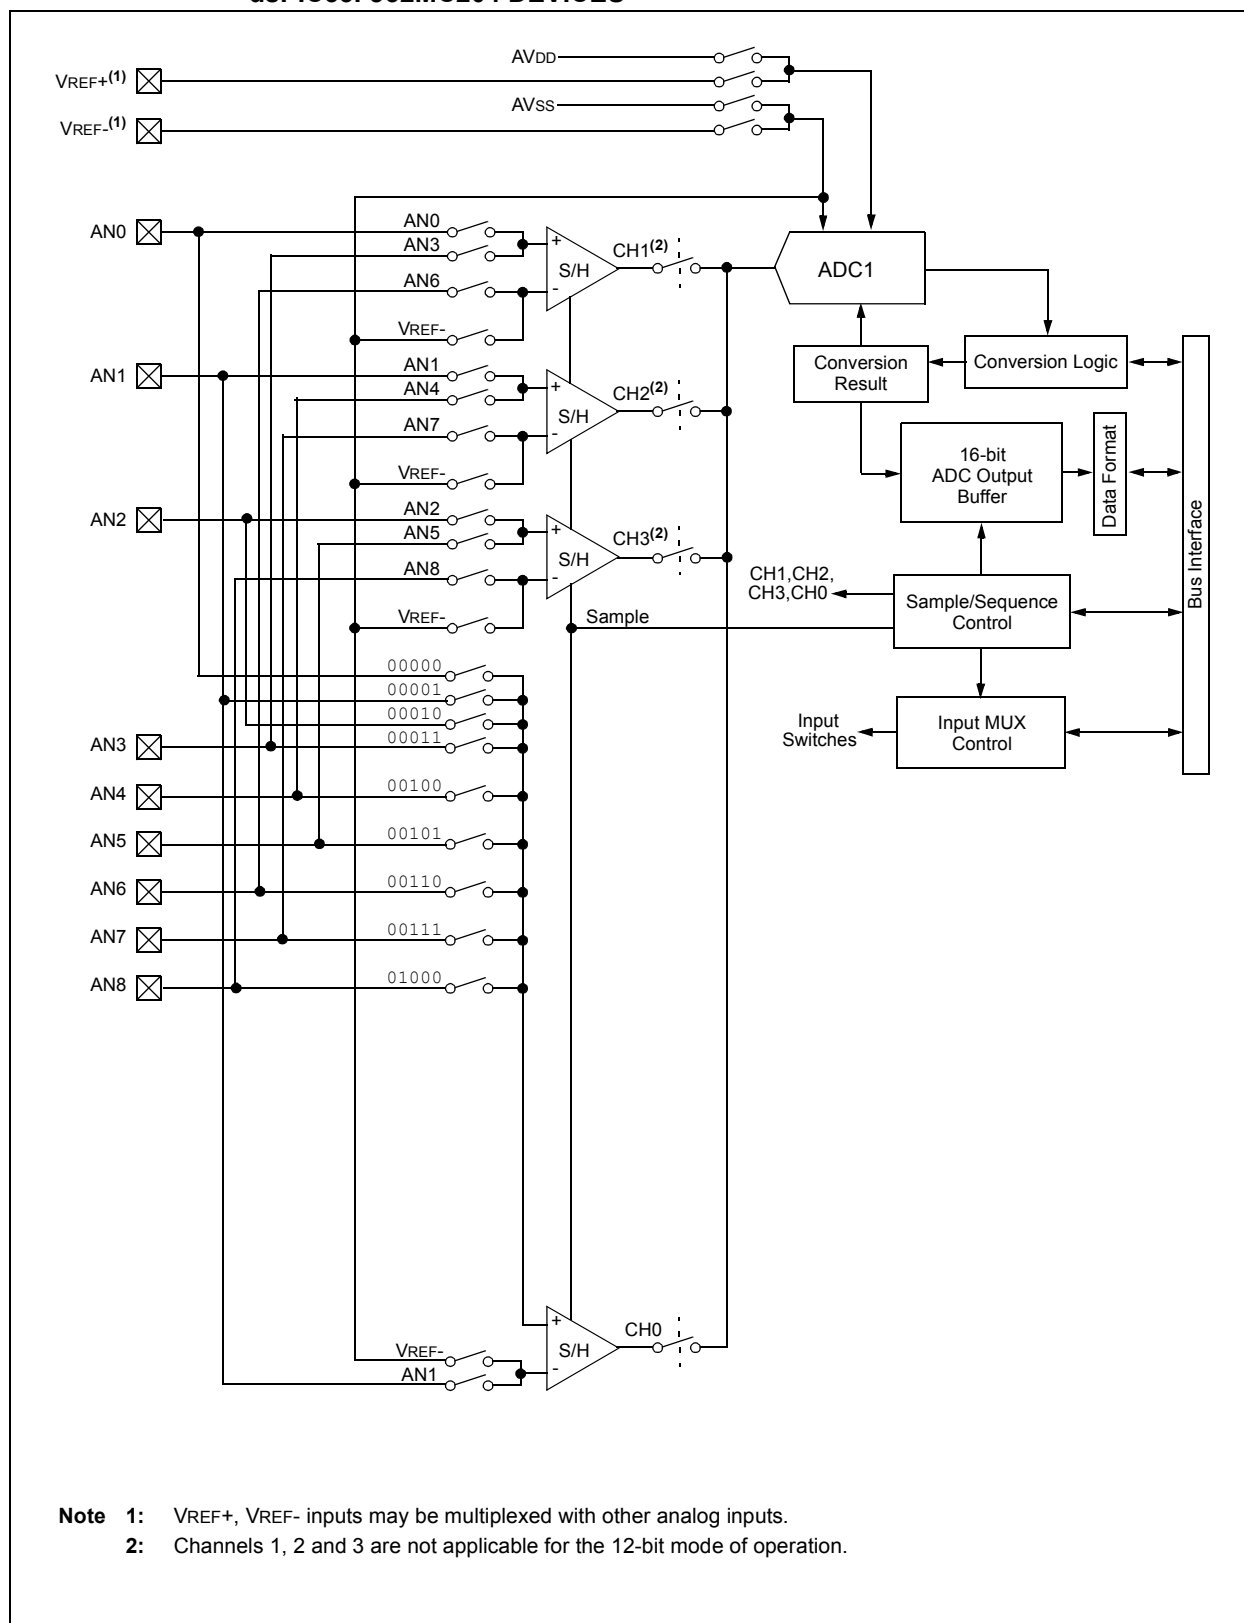 AVDD
VREF+(1)
AVSS
VREF-(1)
AN0
AN0
AN3
AN6
VREF-
+
-
S/H
CH1(2)
ADC1
Conversion
Result
Conversion Logic
AN1
AN1
AN4
AN7
VREF-
+
-
S/H
CH2(2)
16-bit
ADC Output
Buffer
Data Format
Bus Interface
AN2
AN2
AN5
AN8
VREF-
+
-
S/H
CH3(2)
CH1,CH2,
CH3,CH0
Sample/Sequence
Control
Sample
00000
00001
00010
AN3
00011
Input
Switches
Input MUX
Control
AN4
00100
AN5
00101
AN6
00110
AN7
00111
AN8
01000
VREF-
AN1
+
-
S/H
CH0
Note 1: VREF+, VREF- inputs may be multiplexed with other analog inputs.
2: Channels 1, 2 and 3 are not applicable for the 12-bit mode of operation.